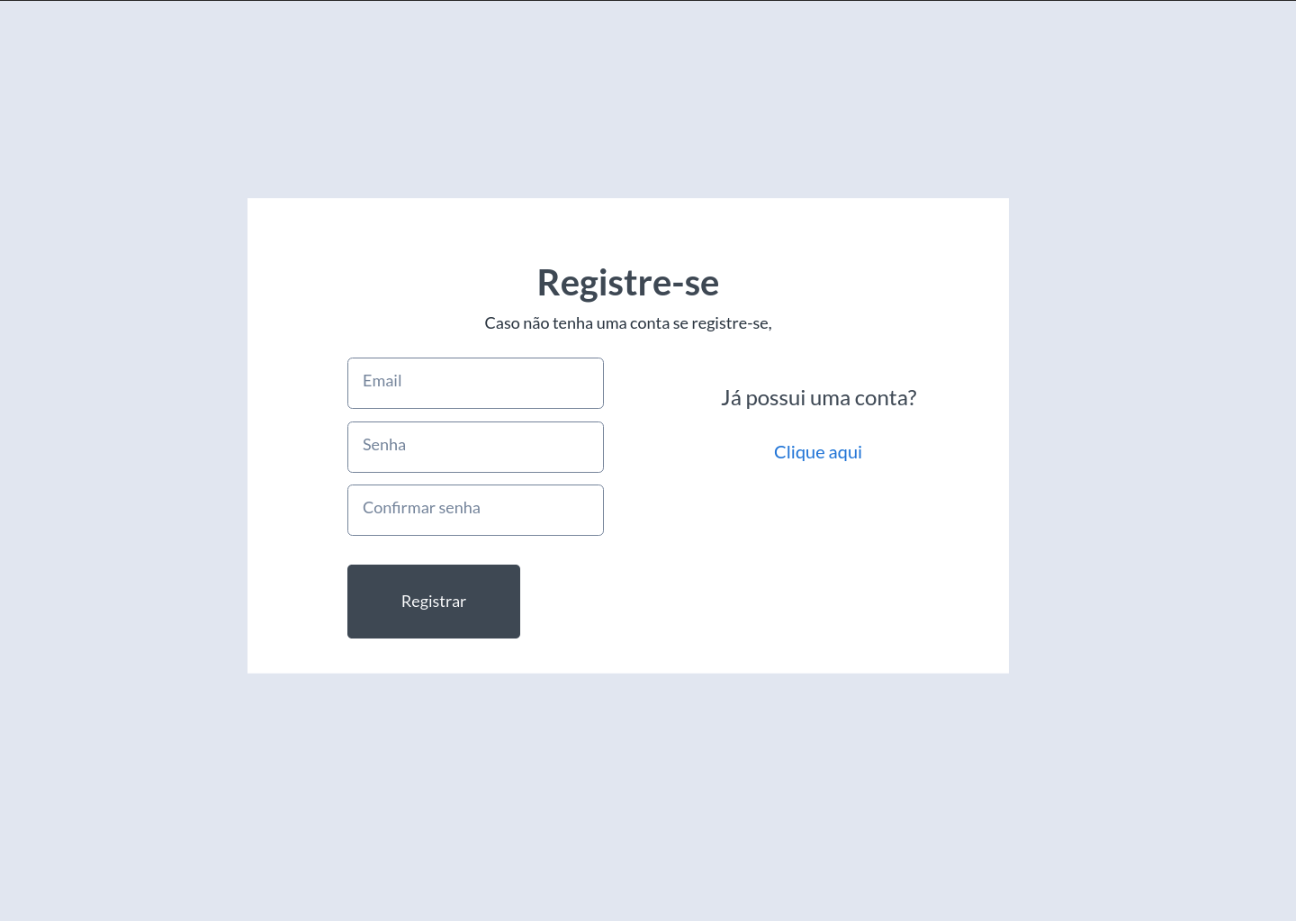 Registre-se
Caso não tenha uma conta se registre-se,
Email
Senha
Confirmar senha
Registrar
Já possui uma conta?
Clique aqui